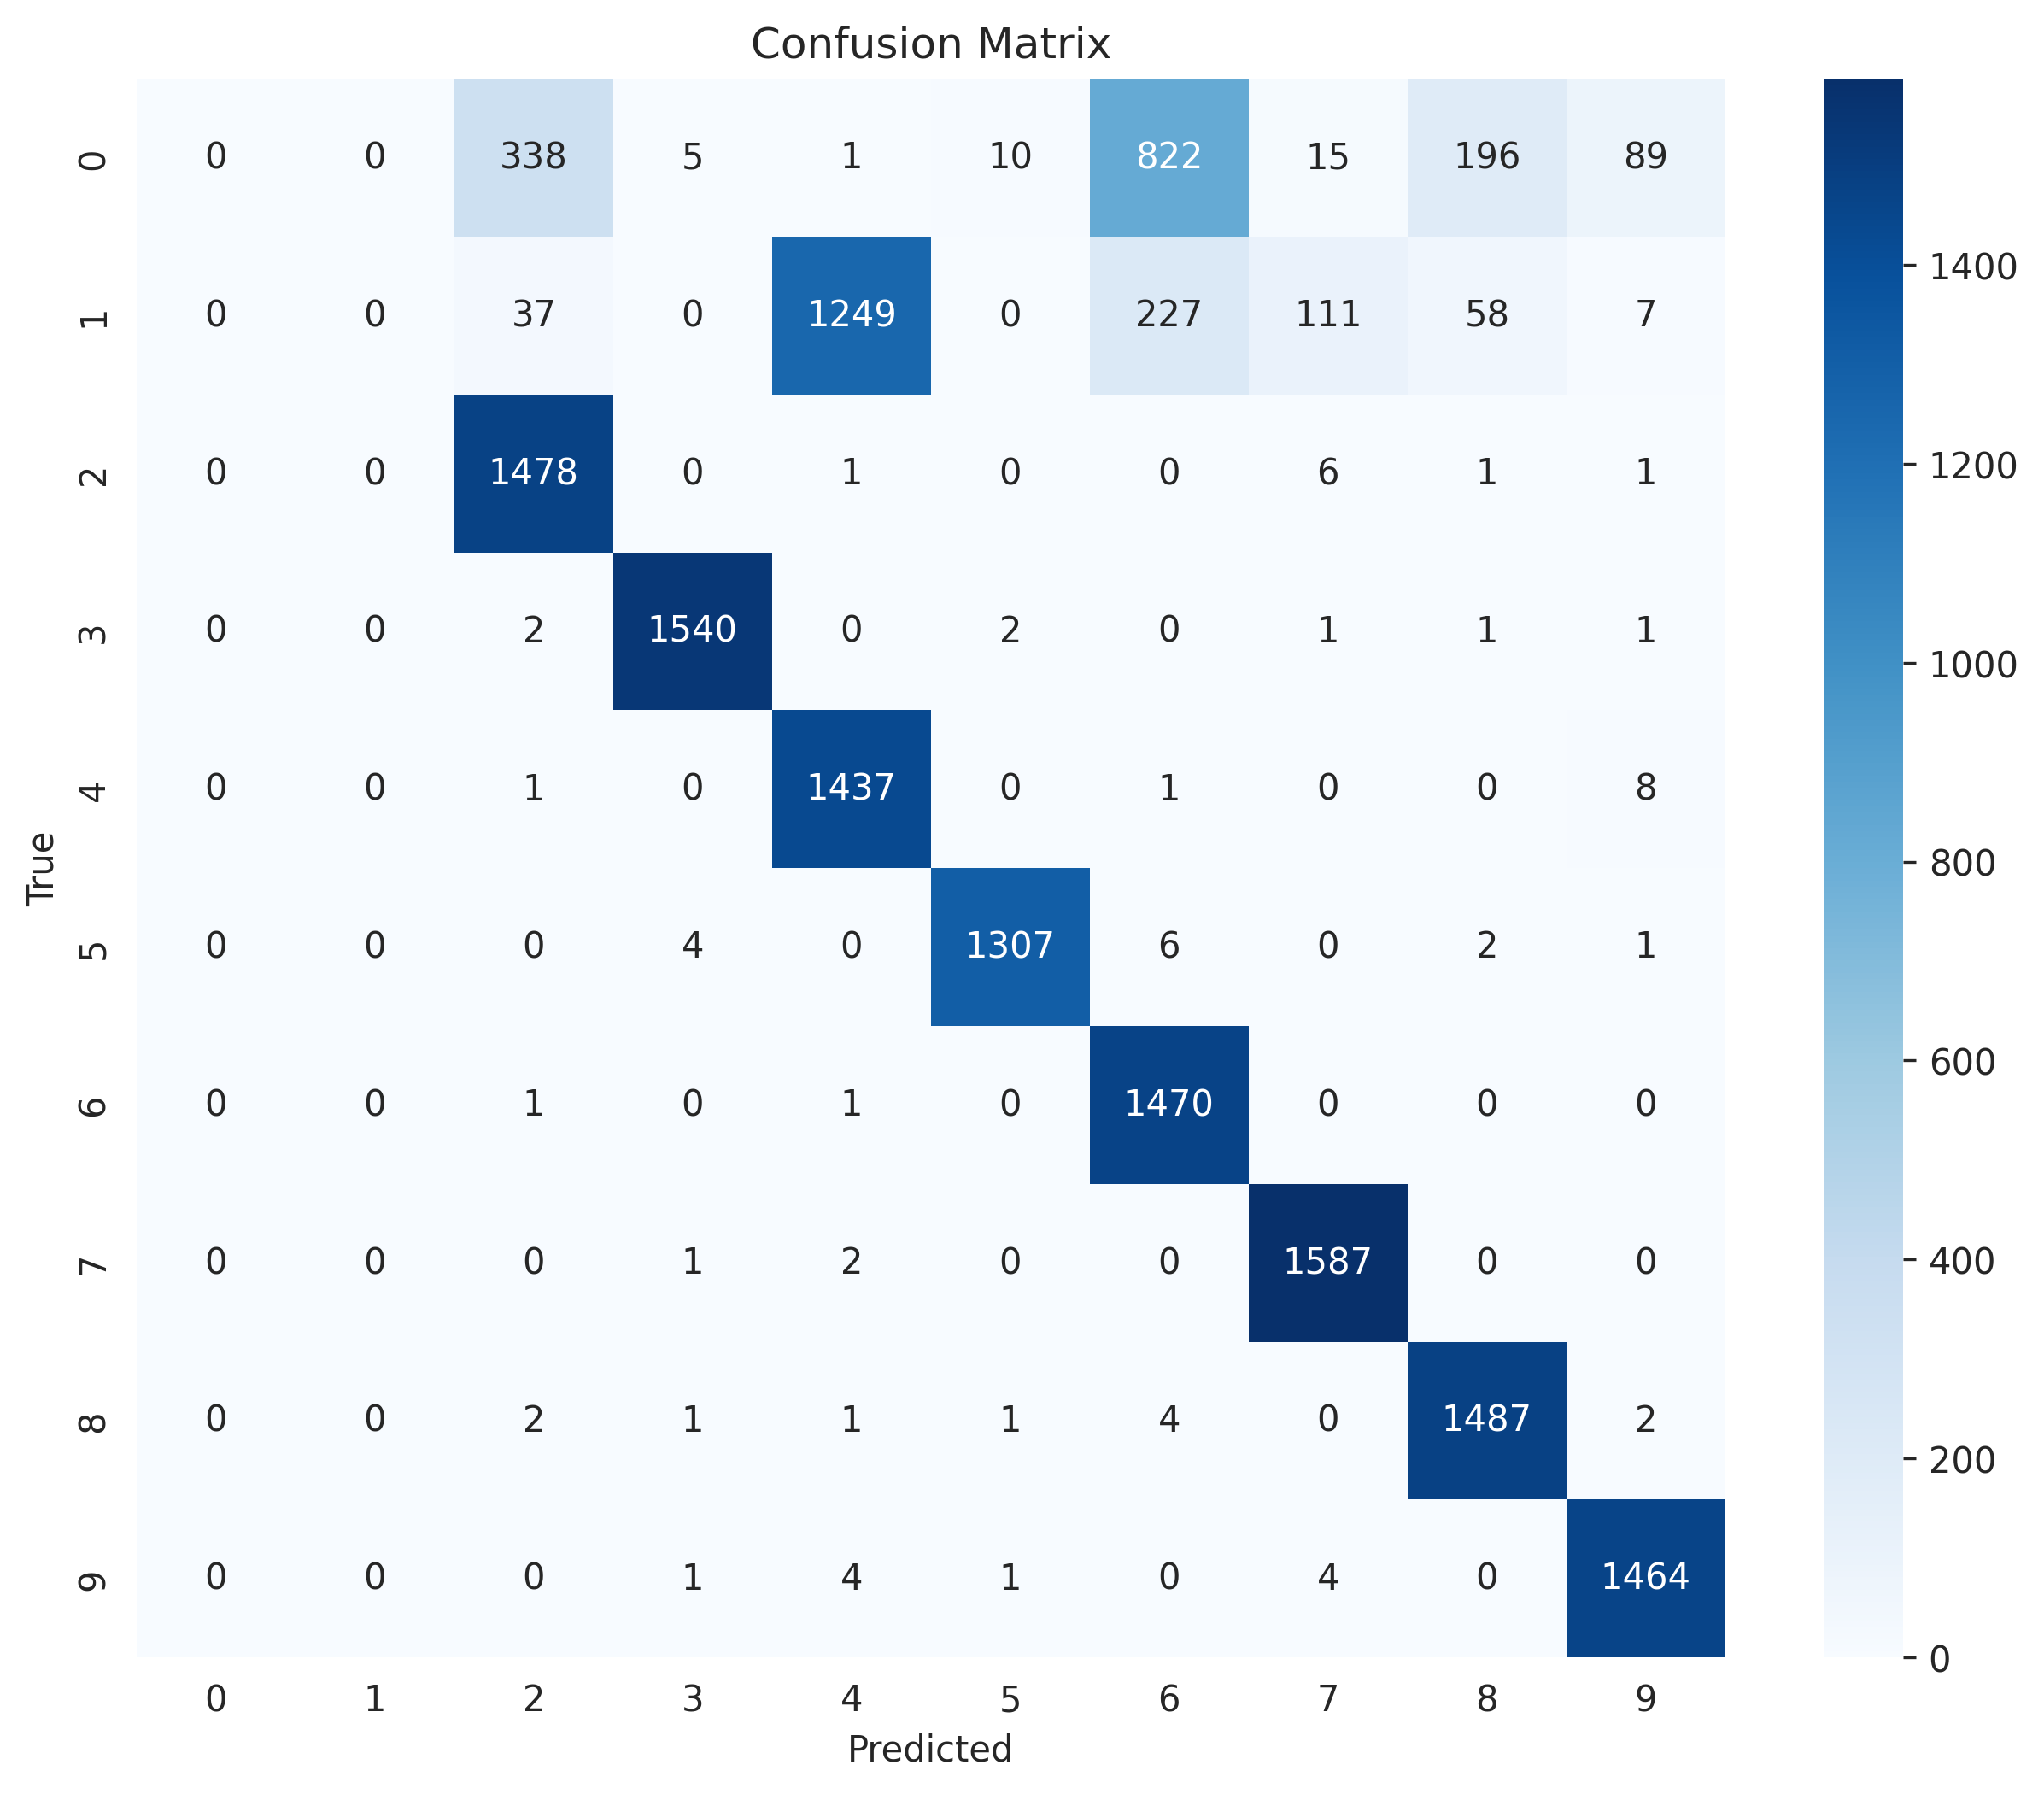 Confusion Matrix
0 0 0 338 5 1 10 822 15 196 89
1 0 0 37 0 1249 0 227 111 58 7
2 0 0 1478 0 1 0 0 6 1 1
3 0 0 2 1540 0 2 0 1 1 1
4 0 0 1 0 1437 0 1 0 0 8
5 0 0 0 4 0 1307 6 0 2 1
6 0 0 1 0 1 0 1470 0 0 0
7 0 0 0 1 2 0 0 1587 0 0
8 0 0 2 1 1 1 4 0 1487 2
9 0 0 0 1 4 1 0 4 0 1464
0 1 2 3 4 5 6 7 8 9
Predicted
True
1400
1200
1000
800
600
400
200
0